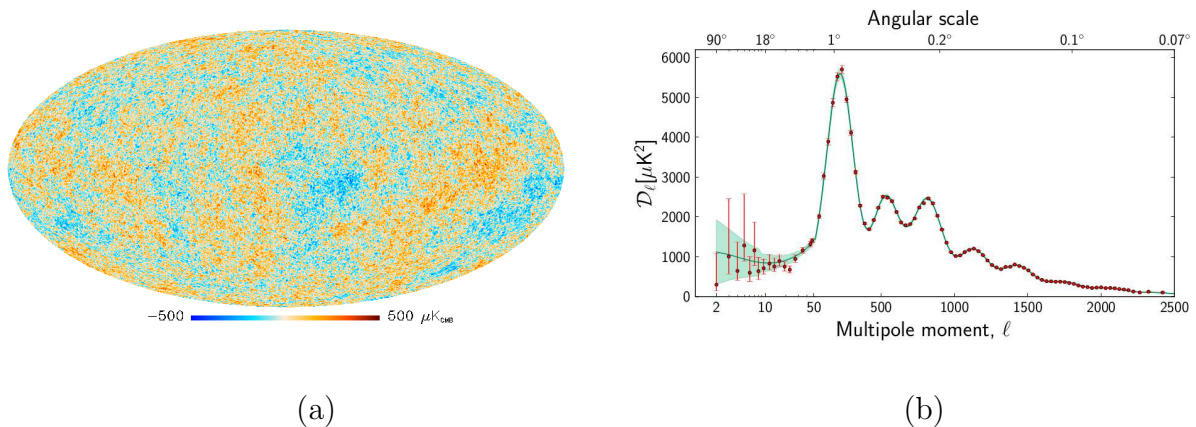 −500 500 μK_CMB
(a)
Angular scale
90° 18° 1° 0.2° 0.1° 0.07°
6000
5000
4000
3000
2000
1000
0
𝒟_ℓ[μK²]
2 10 50 500 1000 1500 2000 2500
Multipole moment, ℓ
(b)